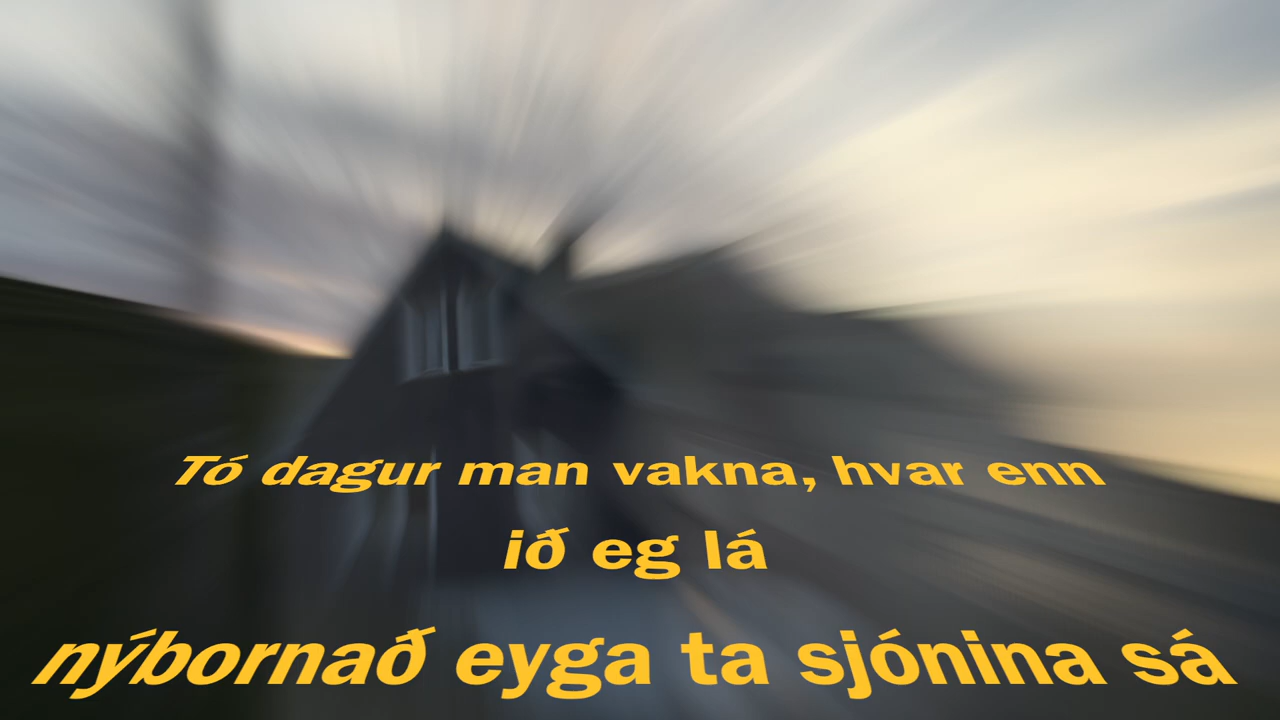 Tó dagur man vakna, hvar enn
ið eg lá
nýbornað eyga ta sjónina sá